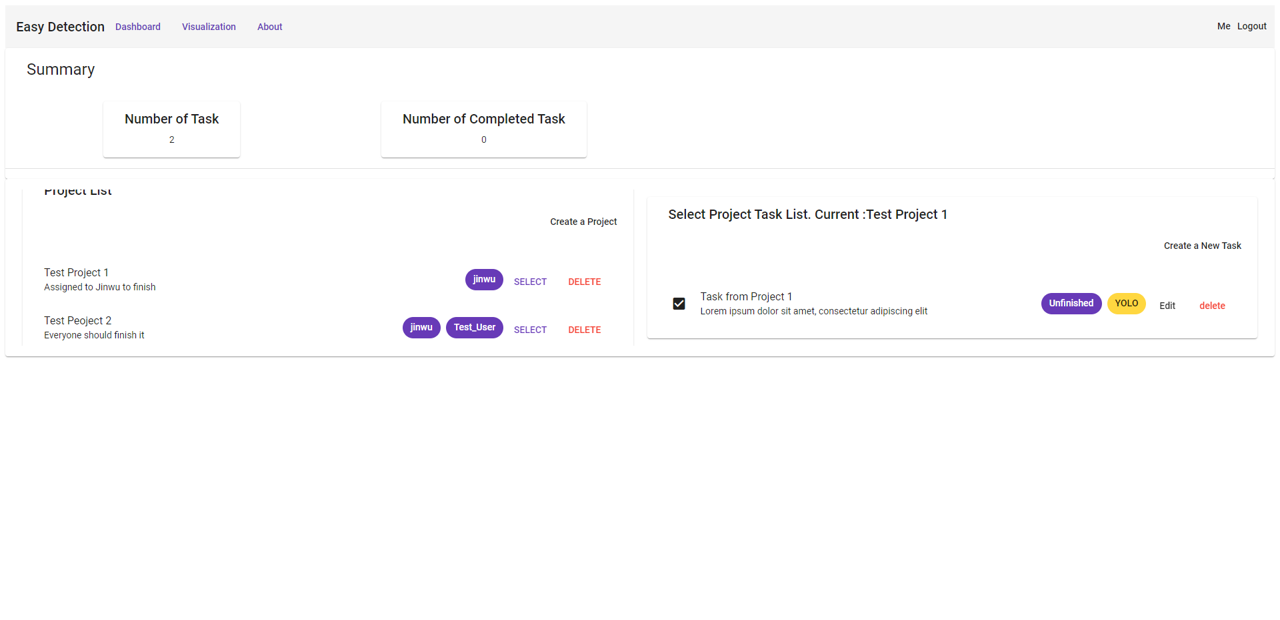 Easy Detection Dashboard Visualization About Me Logout
Summary
Number of Task
2
Number of Completed Task
0
Project List
Create a Project
Test Project 1
Assigned to Jinwu to finish
jinwu SELECT DELETE
Test Peoject 2
Everyone should finish it
jinwu Test_User SELECT DELETE
Select Project Task List. Current :Test Project 1
Create a New Task
Task from Project 1
Lorem ipsum dolor sit amet, consectetur adipiscing elit
Unfinished YOLO Edit delete